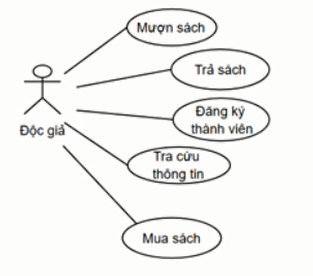 Mượn sách
Trả sách
Độc giả
Đăng ký
thành viên
Tra cứu
thông tin
Mua sách